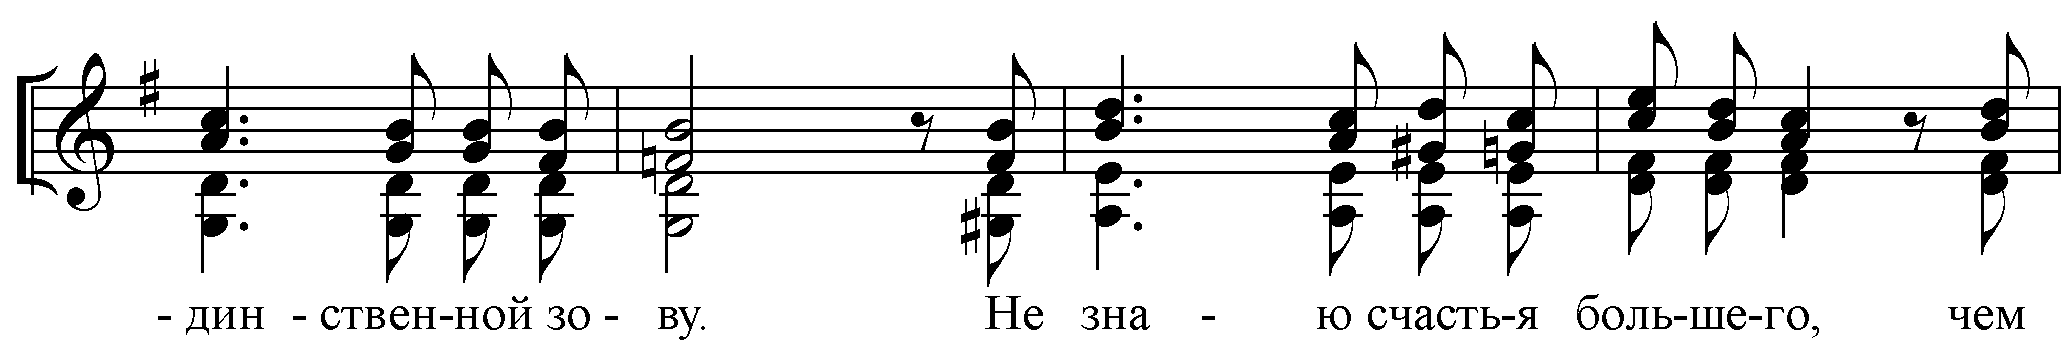 - дин - ствен-ной зо - ву. Не зна - ю счасть-я боль-ше-го, чем